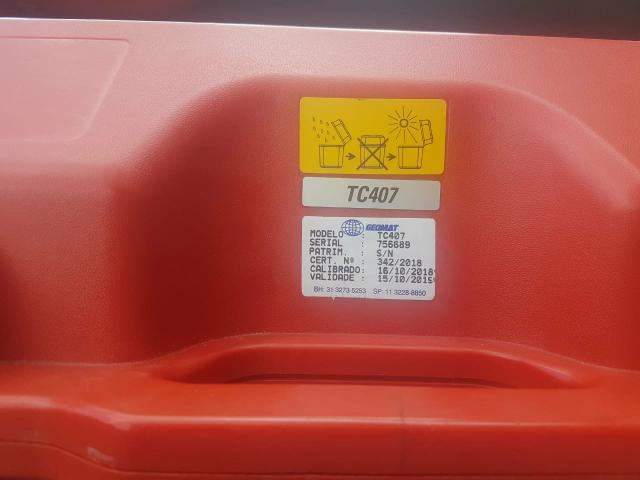 TC407
GEOMAT
MODELO : TC407
SERIAL : 756689
PATRIM. : S/N
CERT. Nº : 342/2018
CALIBRADO: 16/10/2018
VALIDADE : 15/10/2019
BH: 31 3273-5253 SP: 11 3228-8850